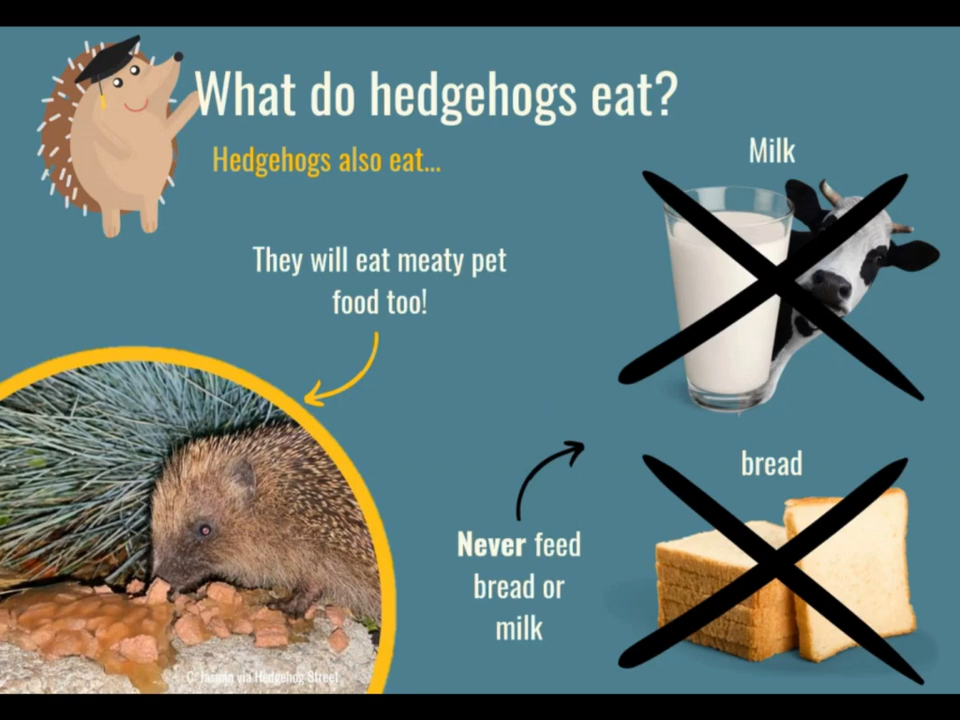 What do hedgehogs eat?
Hedgehogs also eat...
They will eat meaty pet
food too!
Milk
bread
Never feed
bread or
milk
© Jasmin via Hedgehog Street